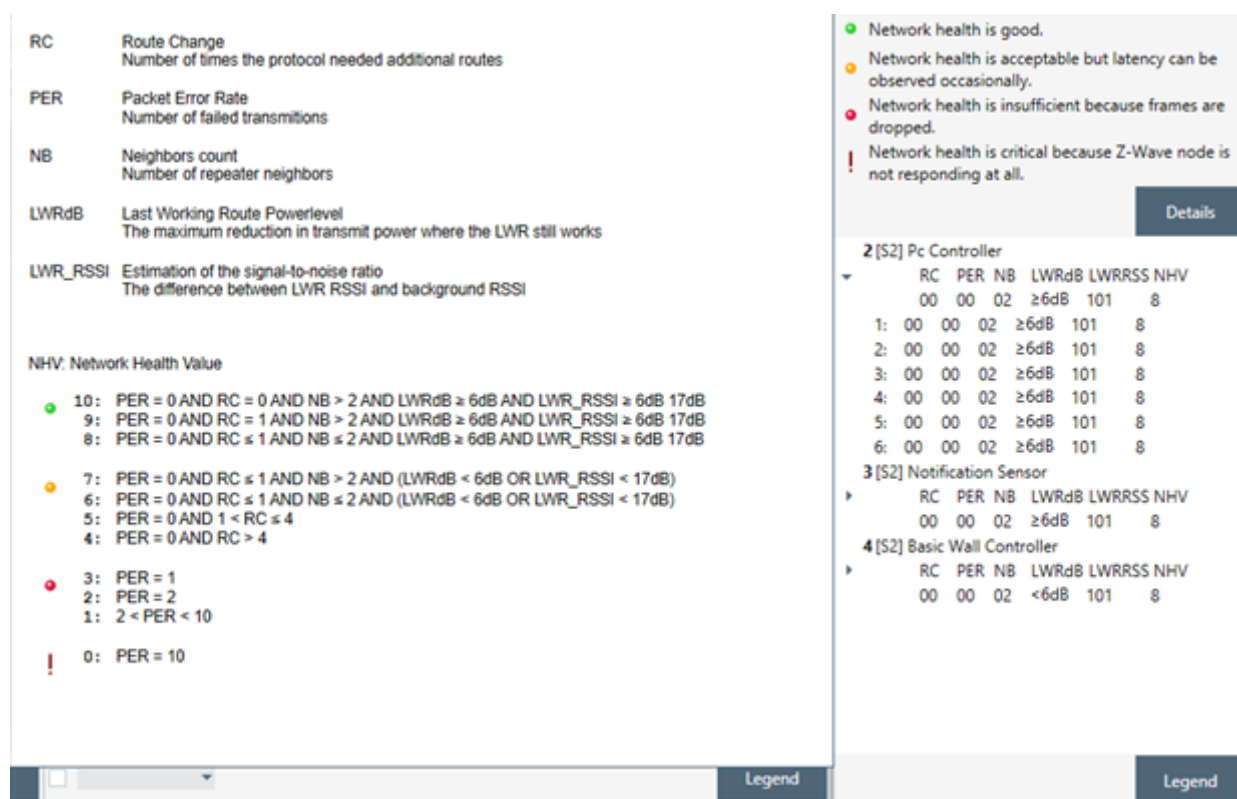 RC Route Change
Number of times the protocol needed additional routes
PER Packet Error Rate
Number of failed transmitions
NB Neighbors count
Number of repeater neighbors
LWRdB Last Working Route Powerlevel
The maximum reduction in transmit power where the LWR still works
LWR_RSSI Estimation of the signal-to-noise ratio
The difference between LWR RSSI and background RSSI
NHV: Network Health Value
10: PER = 0 AND RC = 0 AND NB > 2 AND LWRdB ≥ 6dB AND LWR_RSSI ≥ 6dB 17dB
9: PER = 0 AND RC = 1 AND NB > 2 AND LWRdB ≥ 6dB AND LWR_RSSI ≥ 6dB 17dB
8: PER = 0 AND RC ≤ 1 AND NB ≤ 2 AND LWRdB ≥ 6dB AND LWR_RSSI ≥ 6dB 17dB
7: PER = 0 AND RC ≤ 1 AND NB > 2 AND (LWRdB < 6dB OR LWR_RSSI < 17dB)
6: PER = 0 AND RC ≤ 1 AND NB ≤ 2 AND (LWRdB < 6dB OR LWR_RSSI < 17dB)
5: PER = 0 AND 1 < RC ≤ 4
4: PER = 0 AND RC > 4
3: PER = 1
2: PER = 2
1: 2 < PER < 10
! 0: PER = 10
Legend
Network health is good.
Network health is acceptable but latency can be
observed occasionally.
Network health is insufficient because frames are
dropped.
! Network health is critical because Z-Wave node is
not responding at all.
Details
2 [S2] Pc Controller
RC PER NB LWRdB LWRRSS NHV
00 00 02 ≥6dB 101 8
1: 00 00 02 ≥6dB 101 8
2: 00 00 02 ≥6dB 101 8
3: 00 00 02 ≥6dB 101 8
4: 00 00 02 ≥6dB 101 8
5: 00 00 02 ≥6dB 101 8
6: 00 00 02 ≥6dB 101 8
3 [S2] Notification Sensor
RC PER NB LWRdB LWRRSS NHV
00 00 02 ≥6dB 101 8
4 [S2] Basic Wall Controller
RC PER NB LWRdB LWRRSS NHV
00 00 02 <6dB 101 8
Legend